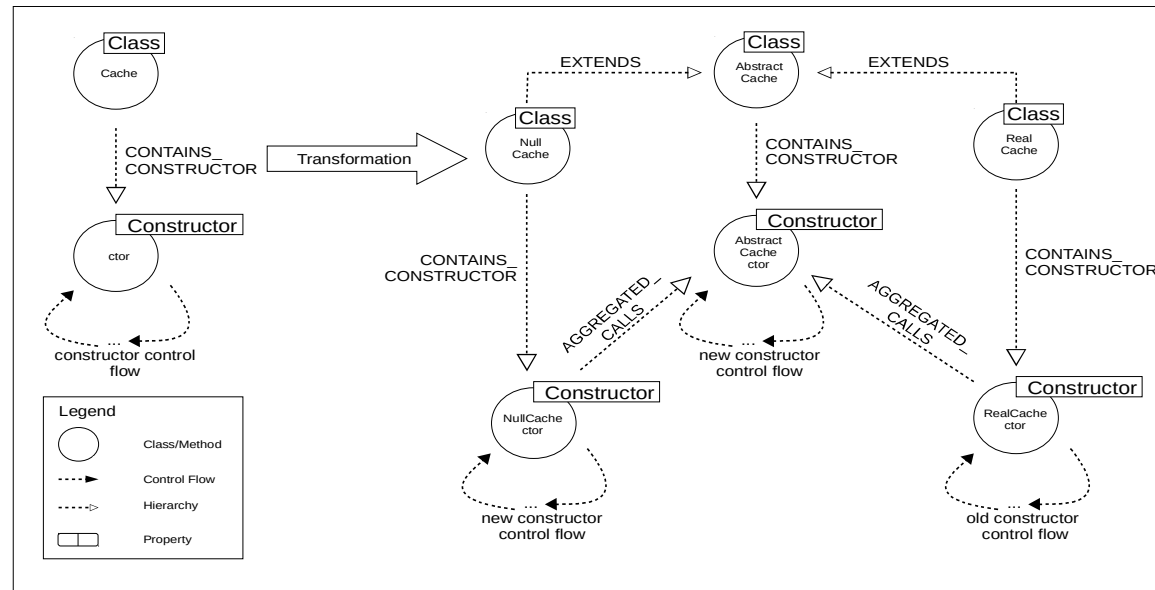 Class
Cache
CONTAINS_
CONSTRUCTOR
Constructor
ctor
...
constructor control
flow
Legend
Class/Method
Control Flow
Hierarchy
Property
Transformation
EXTENDS
Class
Abstract
Cache
EXTENDS
Class
Null
Cache
Class
Real
Cache
CONTAINS_
CONSTRUCTOR
Constructor
Abstract
Cache
ctor
CONTAINS_
CONSTRUCTOR
CONTAINS_
CONSTRUCTOR
AGGREGATED_
CALLS
AGGREGATED_
CALLS
...
new constructor
control flow
Constructor
NullCache
ctor
...
new constructor
control flow
Constructor
RealCache
ctor
...
old constructor
control flow